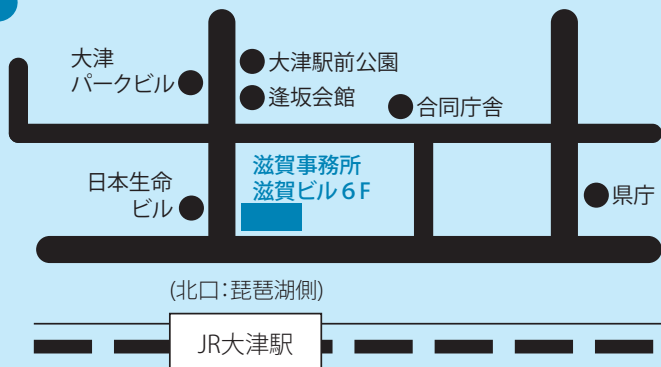 大津
パークビル
大津駅前公園
逢坂会館
合同庁舎
日本生命
ビル
滋賀事務所
滋賀ビル6F
県庁
(北口:琵琶湖側)
JR大津駅